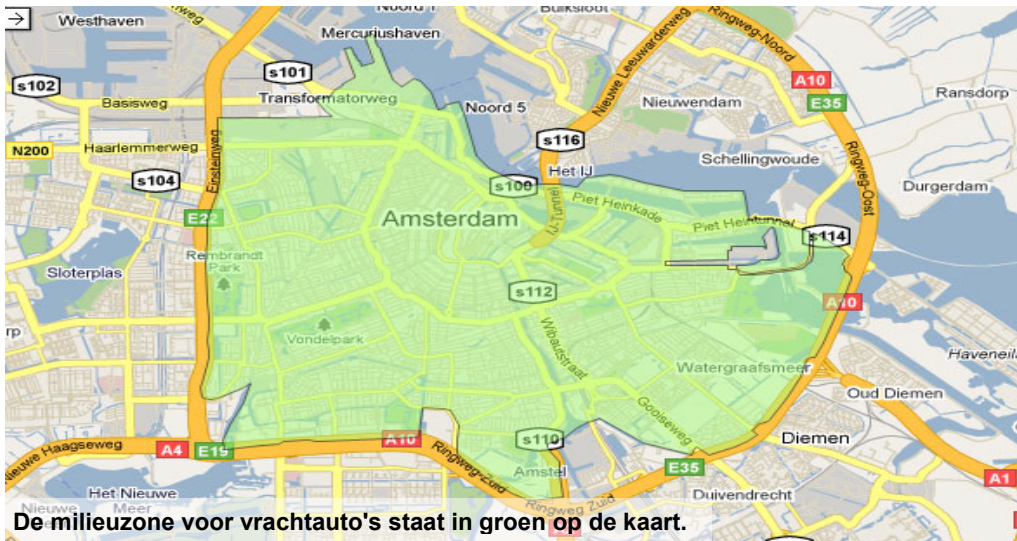 Westhaven
Noord 1
Buiksloot
Mercuriushaven
s102
s101
Transformatorweg
Basisweg
Noord 5
Nieuwe Leeuwarderweg
Ringweg-Noord
A10
E35
Ransdorp
Nieuwendam
N200
Haarlemmerweg
Einsteinweg
s116
Het IJ
Schellingwoude
Ringweg-Oost
Durgerdam
s104
s100
Piet Heinkade
IJ-Tunnel
E22
Amsterdam
Piet Heintunnel
s114
Rembrandt
Park
Sloterplas
s112
A10
Vondelpark
Wibautstraat
Watergraafsmeer
Oud Diemen
Gooiseweg
Nieuwe Haagseweg
A4
E19
A10
Ringweg-Zuid
s110
Amstel
E35
Diemen
A1
Het Nieuwe
Meer
Nieuwe
Ringweg Zuid
Duivendrecht
De milieuzone voor vrachtauto's staat in groen op de kaart.